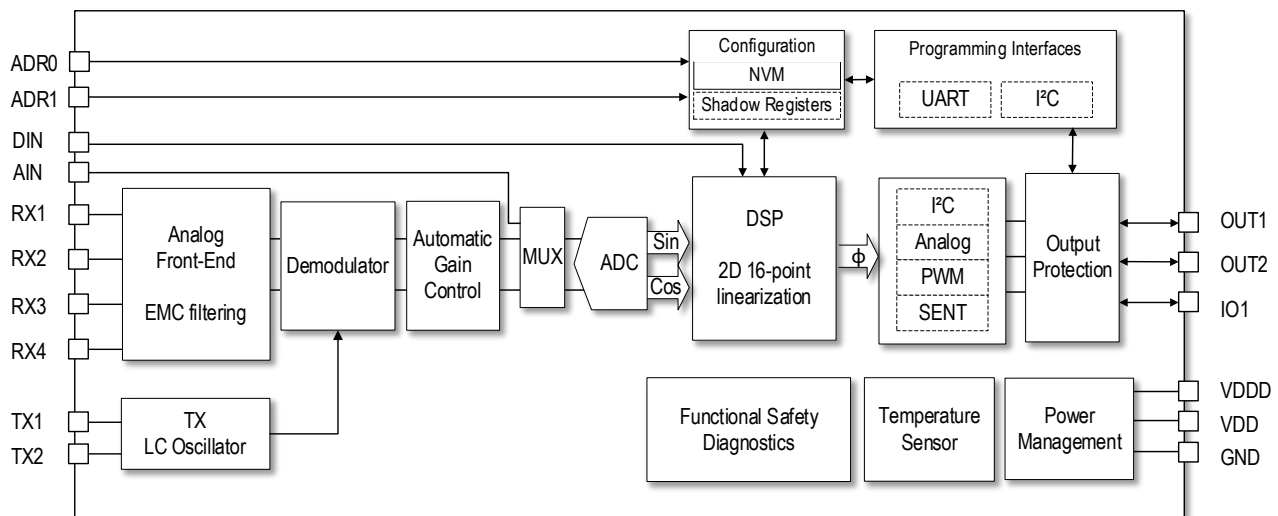 ADR0
ADR1
DIN
AIN
RX1
RX2
RX3
RX4
TX1
TX2
Analog
Front-End
EMC filtering
TX
LC Oscillator
Demodulator
Automatic
Gain
Control
MUX
ADC
Sin
Cos
Configuration
NVM
Shadow Registers
Programming Interfaces
UART
I²C
DSP
2D 16-point
linearization
ϕ
I²C
Analog
PWM
SENT
Output
Protection
Functional Safety
Diagnostics
Temperature
Sensor
Power
Management
OUT1
OUT2
IO1
VDDD
VDD
GND